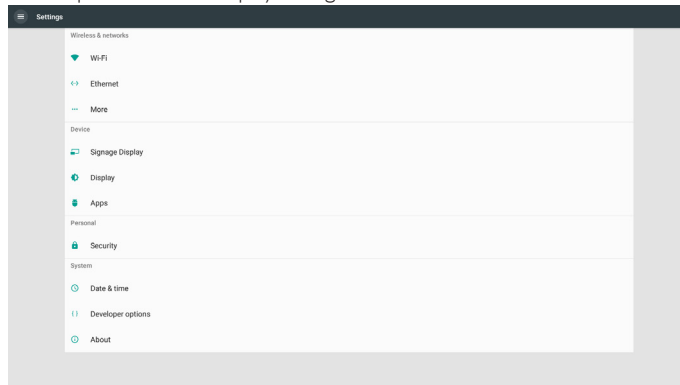 Settings
Wireless & networks
Wi-Fi
Ethernet
More
Device
Signage Display
Display
Apps
Personal
Security
System
Date & time
Developer options
About